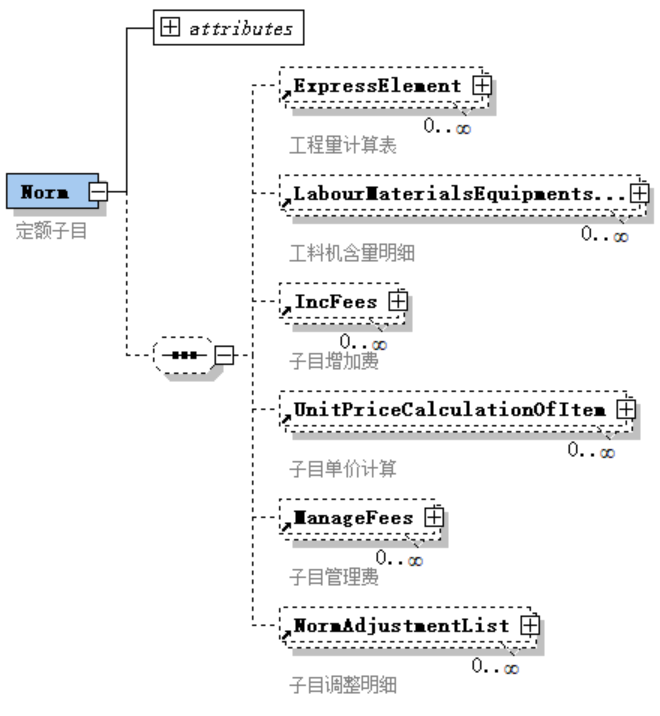 attributes
ExpressElement
0..∞
工程量计算表
LabourMaterialsEquipments...
0..∞
工料机含量明细
Norm
定额子目
IncFees
0..∞
子目增加费
UnitPriceCalculationOfItem
0..∞
子目单价计算
ManageFees
0..∞
子目管理费
NormAdjustmentList
0..∞
子目调整明细